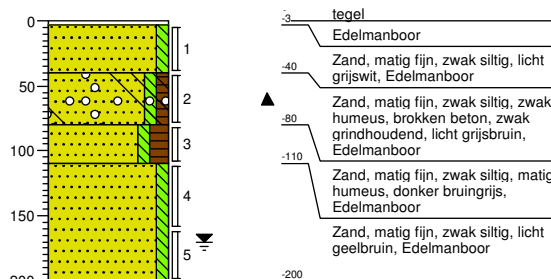 0
50
100
150
200
1
2
3
4
5
tegel
-3
Edelmanboor
-40
Zand, matig fijn, zwak siltig, licht
grijswit, Edelmanboor
-80
Zand, matig fijn, zwak siltig, zwak
humeus, brokken beton, zwak
grindhoudend, licht grijsbruin,
Edelmanboor
-110
Zand, matig fijn, zwak siltig, matig
humeus, donker bruingrijs,
Edelmanboor
Zand, matig fijn, zwak siltig, licht
geelbruin, Edelmanboor
-200